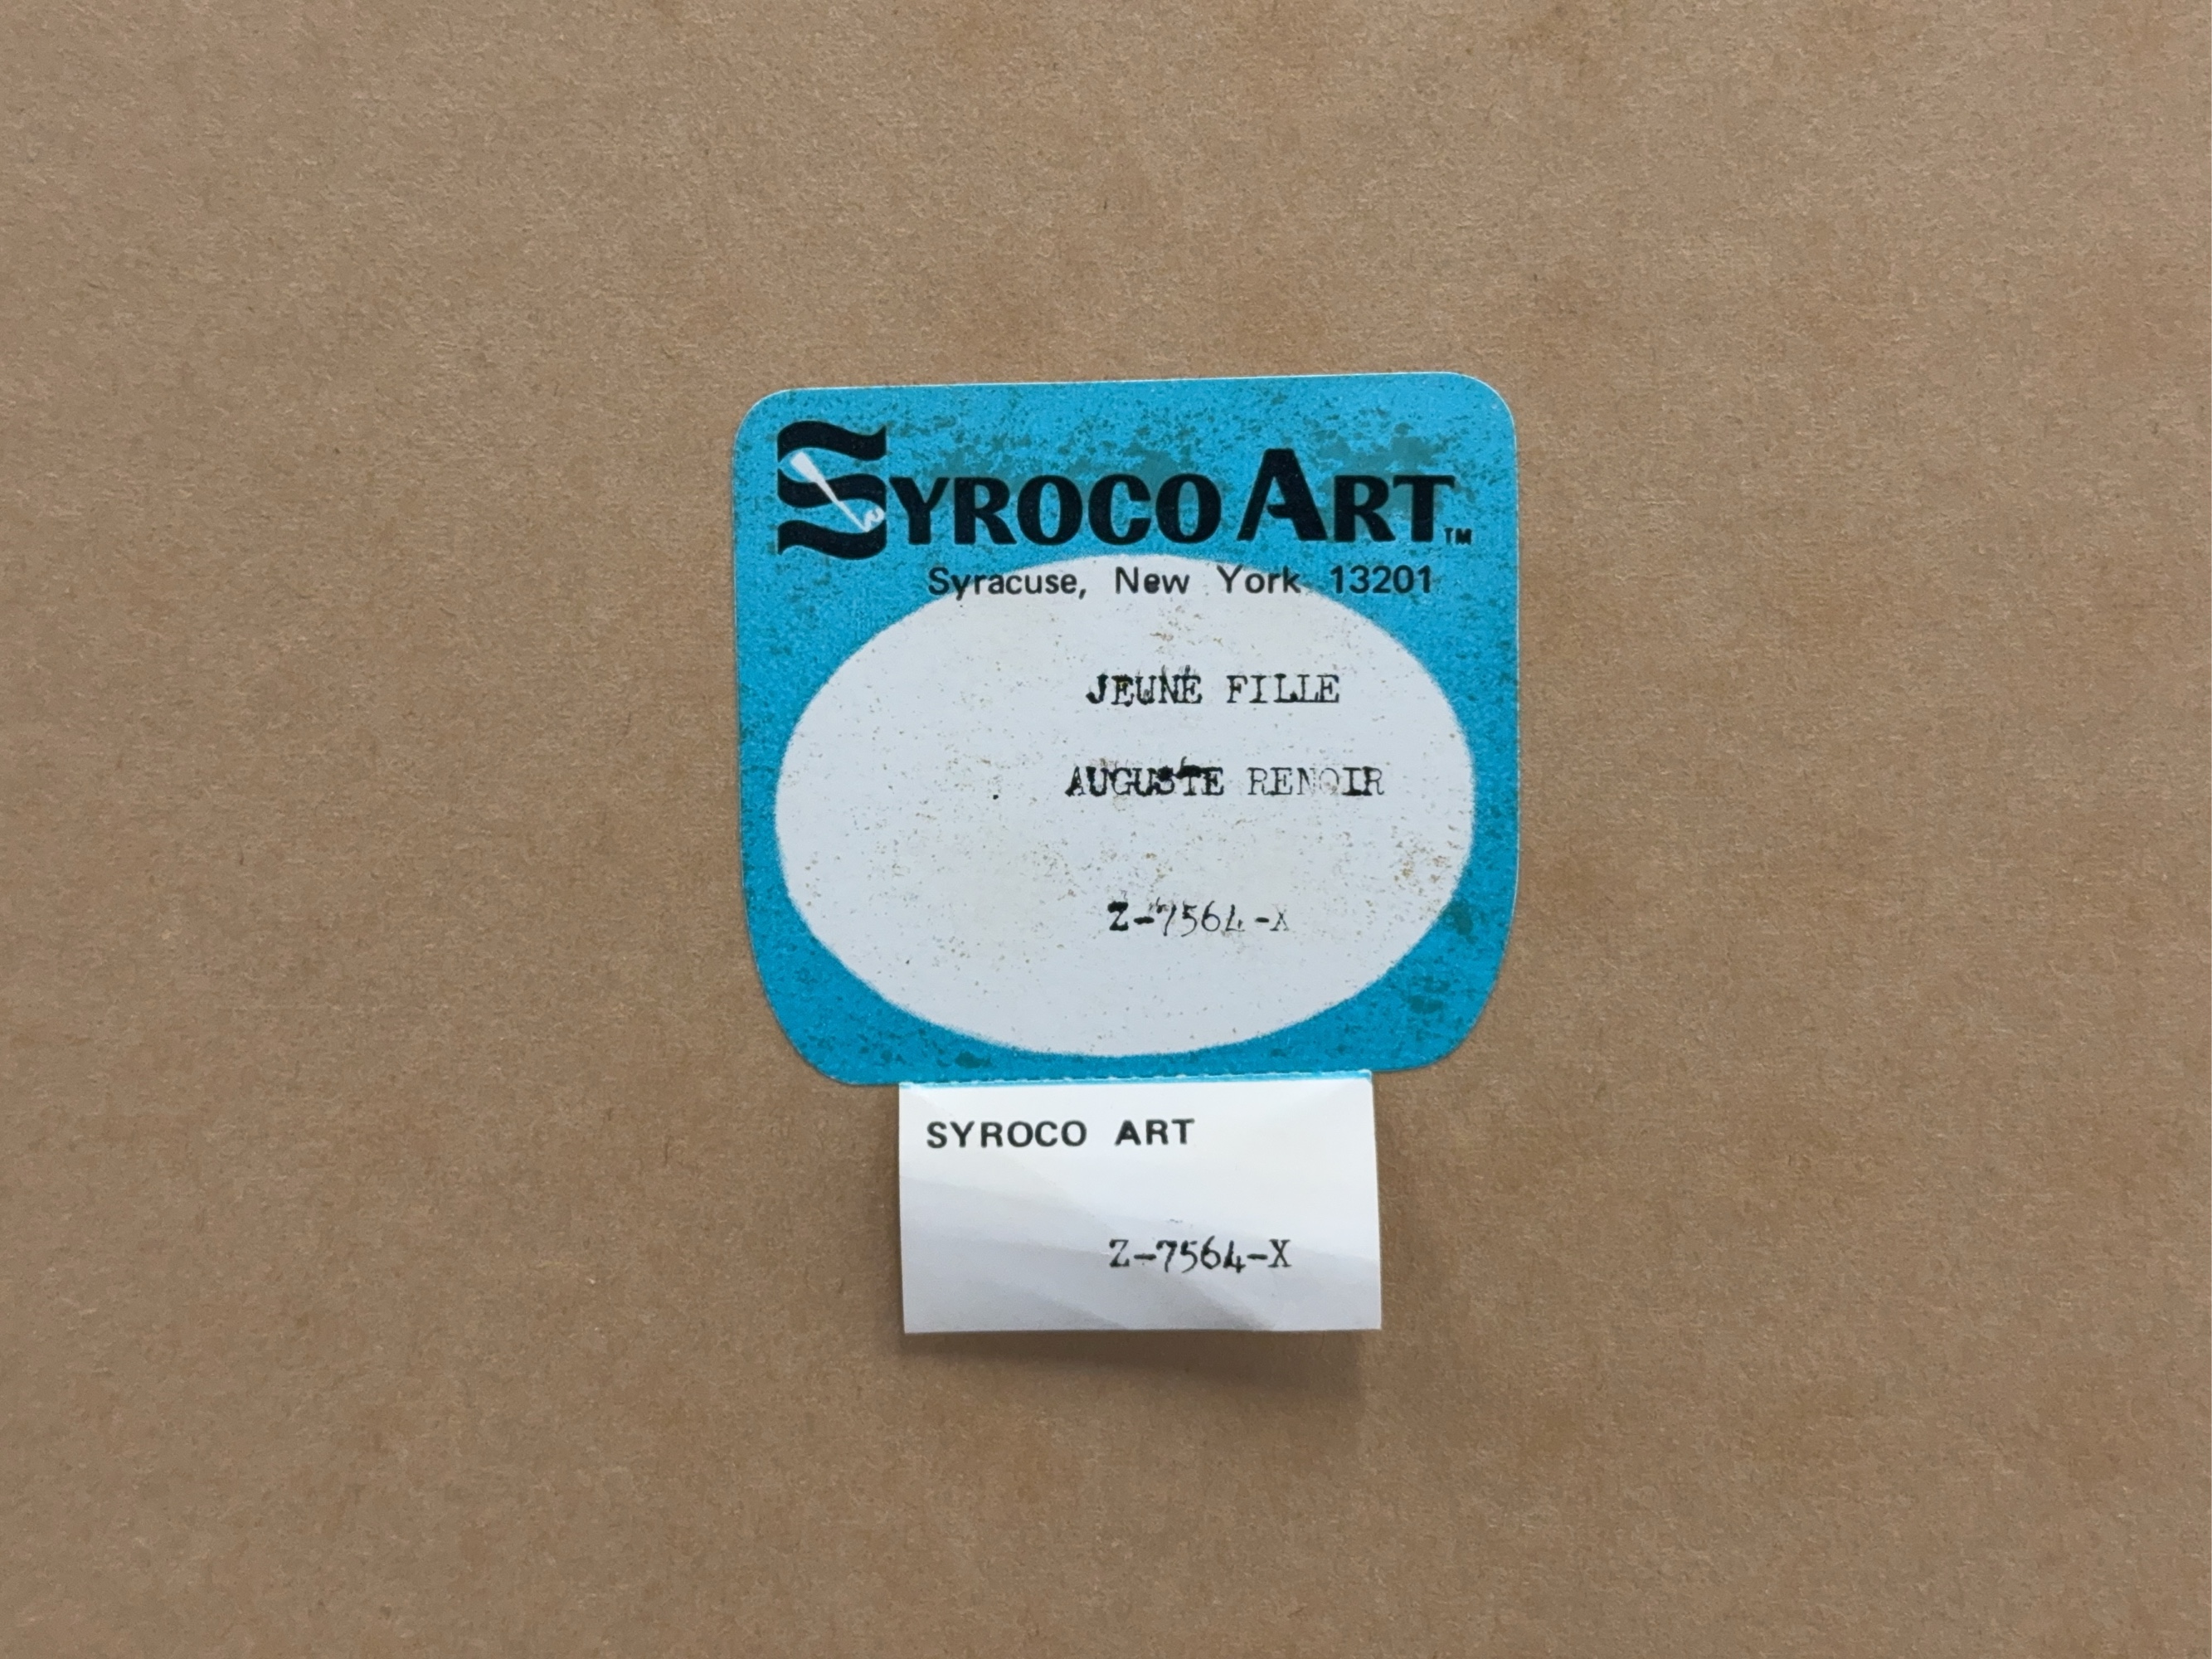 SYROCO ART™
Syracuse, New York 13201
JEUNE FILLE
AUGUSTE RENOIR
Z-7564-X
SYROCO ART
Z-7564-X